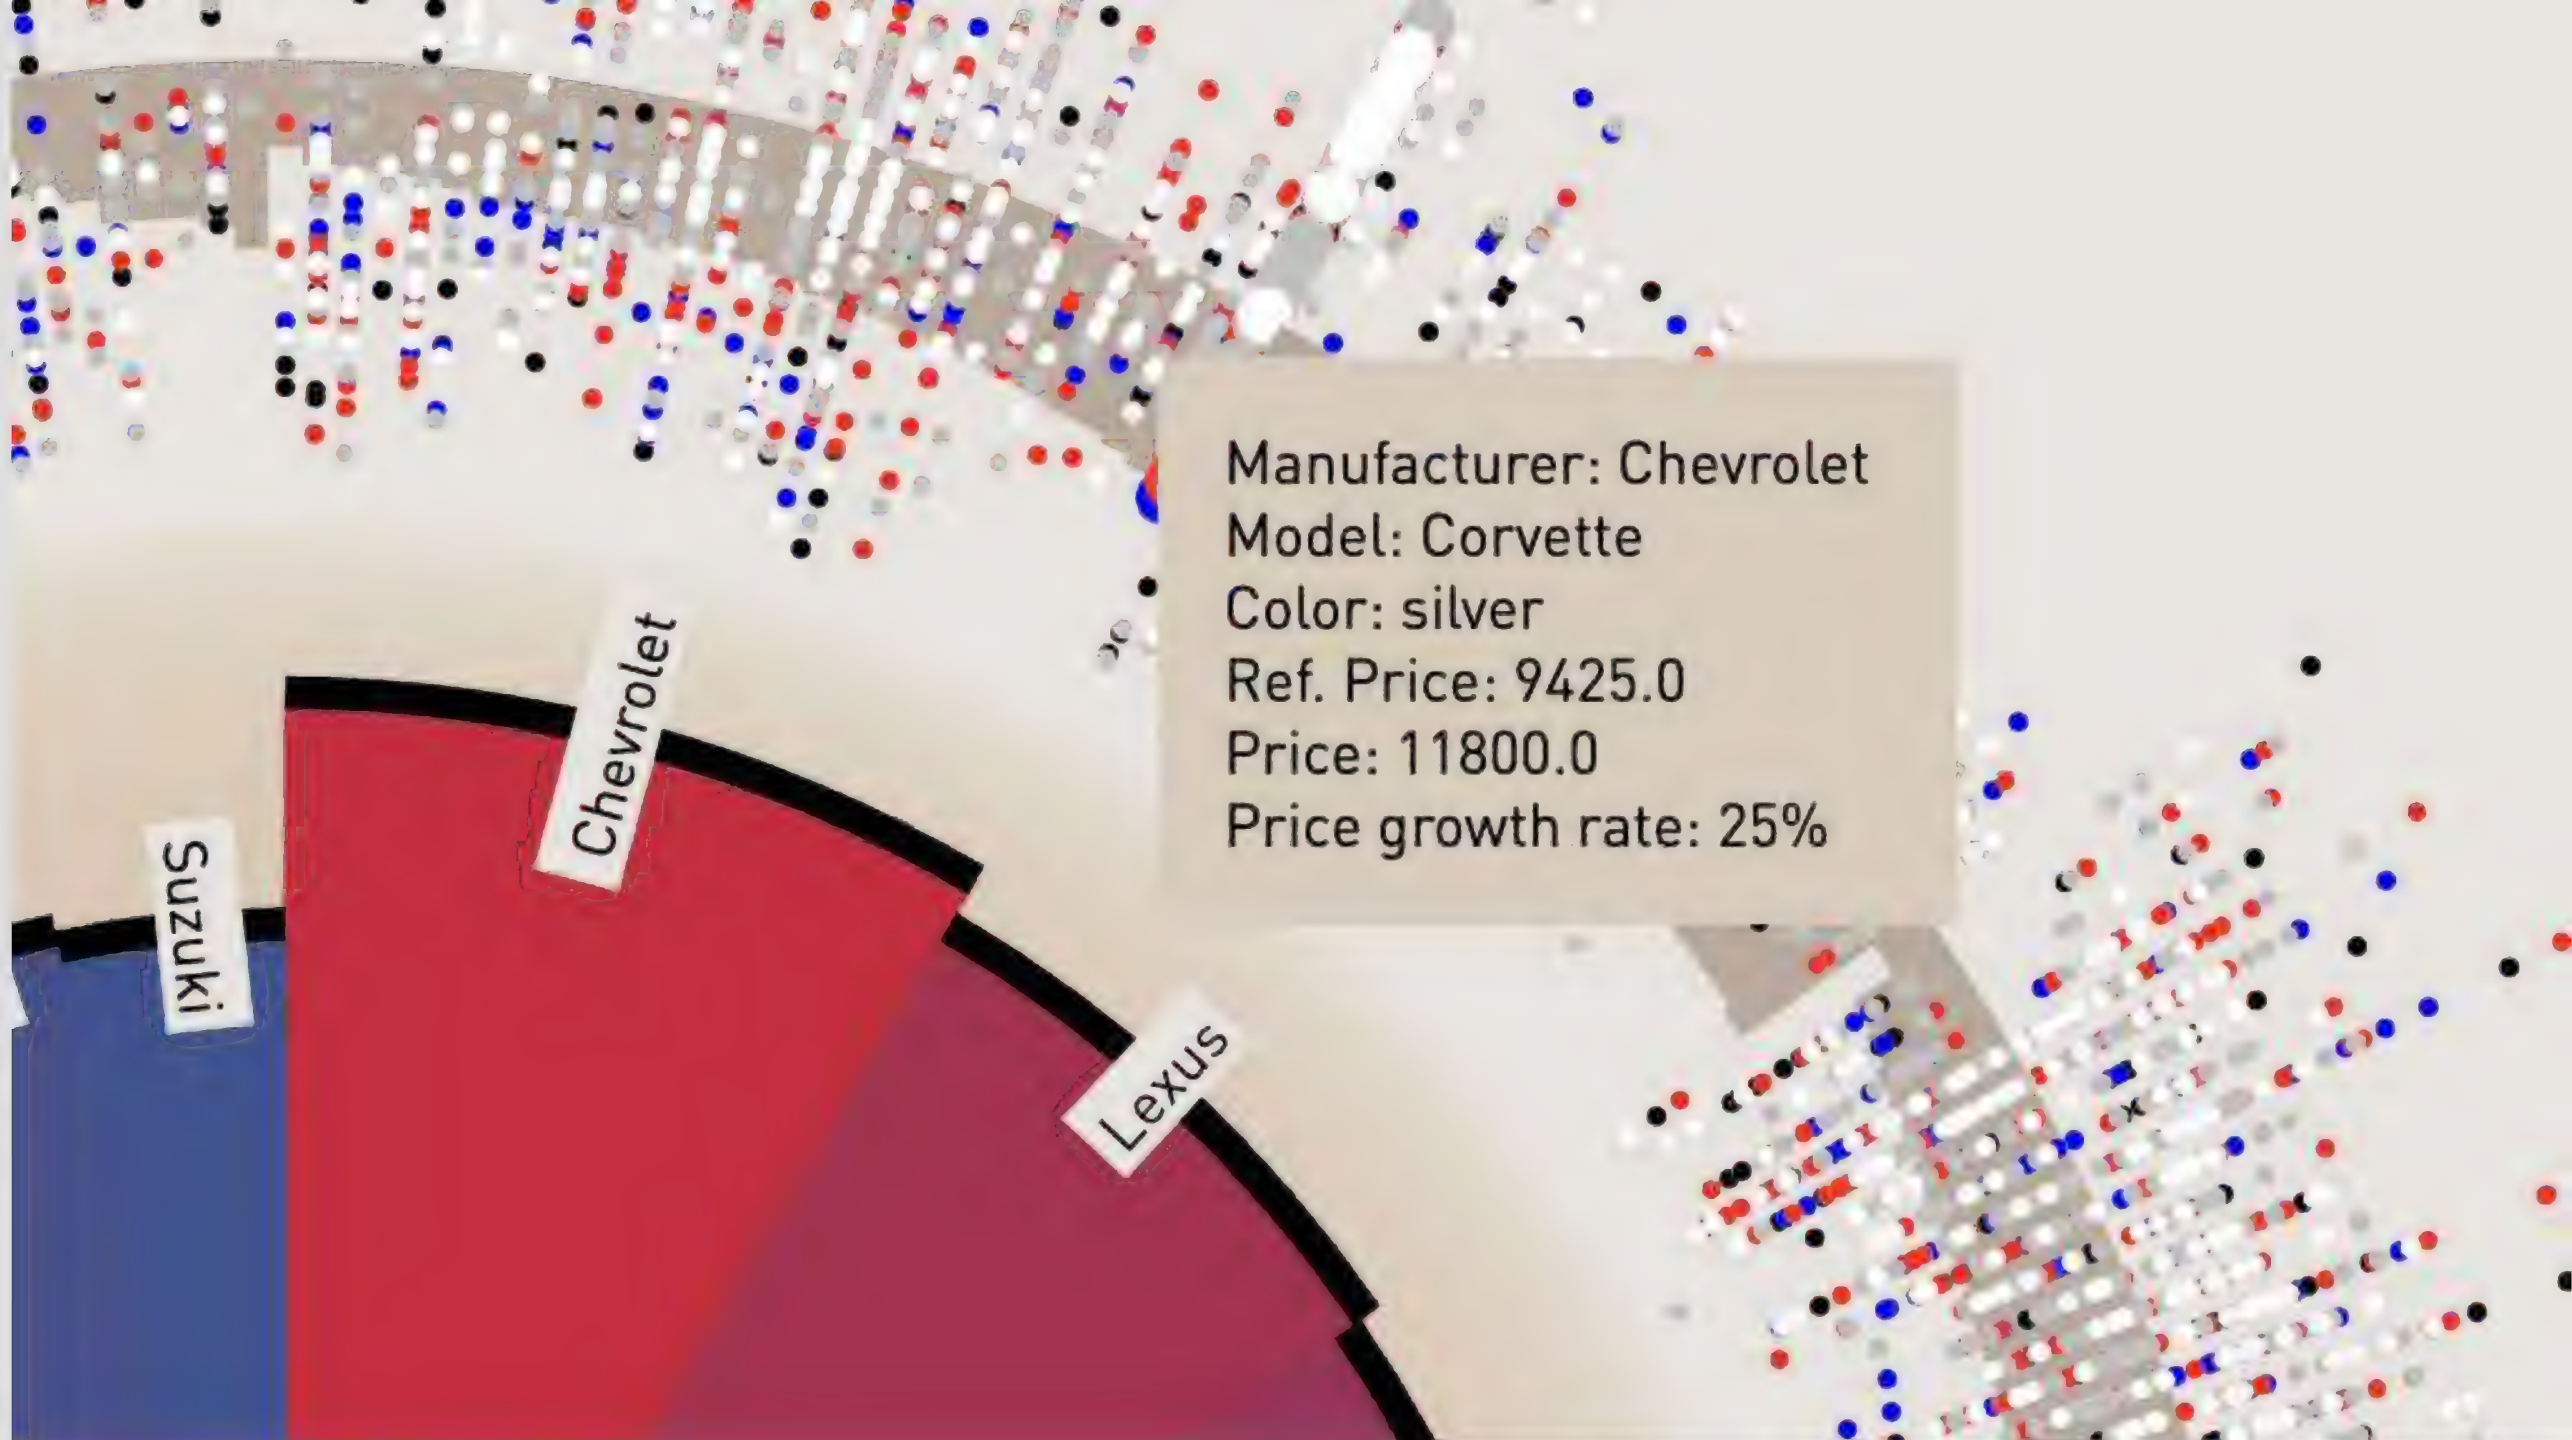 Manufacturer: Chevrolet
Model: Corvette
Color: silver
Ref. Price: 9425.0
Price: 11800.0
Price growth rate: 25%
Chevrolet
Suzuki
Lexus